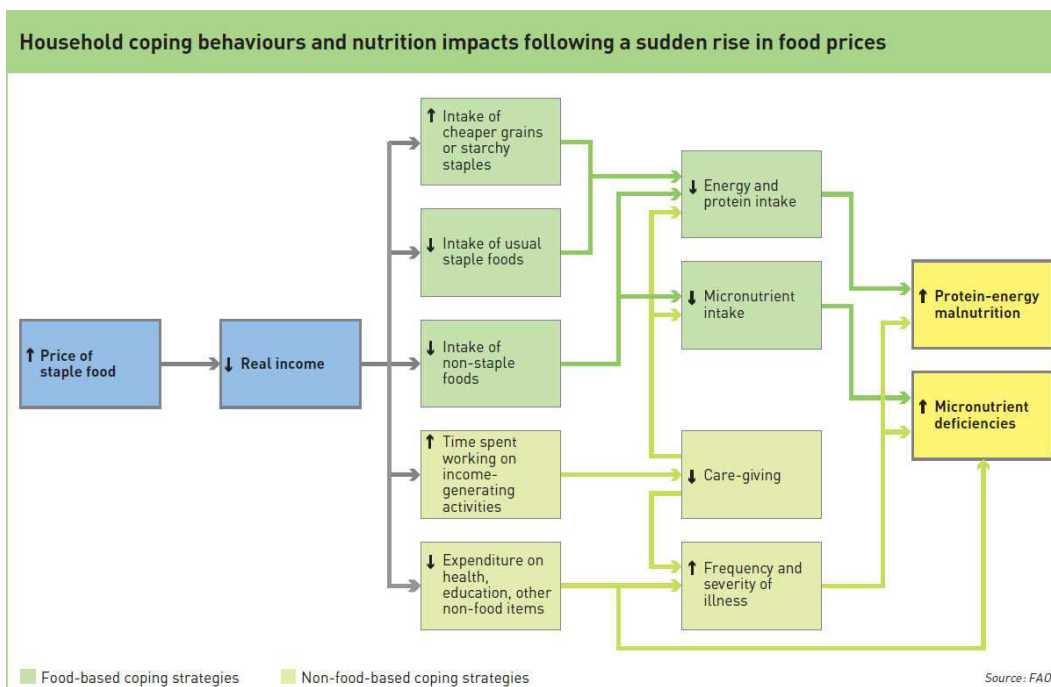 Household coping behaviours and nutrition impacts following a sudden rise in food prices
↑ Price of
staple food
↓ Real income
↑ Intake of
cheaper grains
or starchy
staples
↓ Intake of usual
staple foods
↓ Intake of
non-staple
foods
↑ Time spent
working on
income-
generating
activities
↓ Expenditure on
health,
education, other
non-food items
↓ Energy and
protein intake
↓ Micronutrient
intake
↓ Care-giving
↑ Frequency and
severity of
illness
↑ Protein-energy
malnutrition
↑ Micronutrient
deficiencies
Food-based coping strategies
Non-food-based coping strategies
Source: FAO